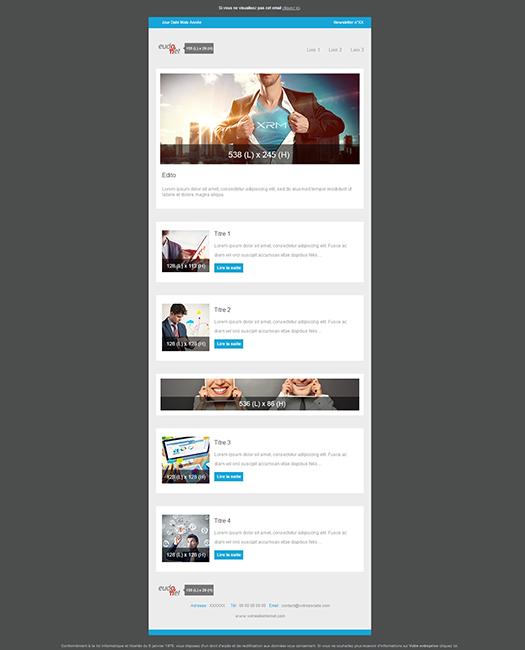 Si vous ne visualisez pas cet email cliquez ici.
Jour Date Mois Année
Newsletter n°XX
eudonet
Lien 1 Lien 2 Lien 3
XRM
538 (L) x 245 (H)
Edito
Lorem ipsum dolor sit amet, consectetur adipisicing elit, sed do eiusmod tempor incididunt ut
labore et dolore magna aliqua.
Titre 1
Lorem ipsum dolor sit amet, consectetur adipiscing elit. Fusce ac
diam vel orci suscipit accumsan vitae dapibus felis ...
128 (L) x 113 (H)
Lire la suite
Titre 2
Lorem ipsum dolor sit amet, consectetur adipiscing elit. Fusce ac
diam vel orci suscipit accumsan vitae dapibus felis ...
128 (L) x 128 (H)
Lire la suite
536 (L) x 86 (H)
Titre 3
Lorem ipsum dolor sit amet, consectetur adipiscing elit. Fusce ac
diam vel orci suscipit accumsan vitae dapibus felis ...
128 (L) x 128 (H)
Lire la suite
Titre 4
Lorem ipsum dolor sit amet, consectetur adipiscing elit. Fusce ac
diam vel orci suscipit accumsan vitae dapibus felis ...
128 (L) x 128 (H)
Lire la suite
eudonet
Adresse : XXXXXX Tél : 00 00 00 00 00 Email : contact@votresociete.com
www.votresiteinternet.com
Conformément à la loi informatique et libertés du 6 janvier 1978, vous disposez d'un droit d'accès et de rectification aux données vous concernant. Si vous ne souhaitez plus recevoir d'informations sur Votre entreprise cliquez ici